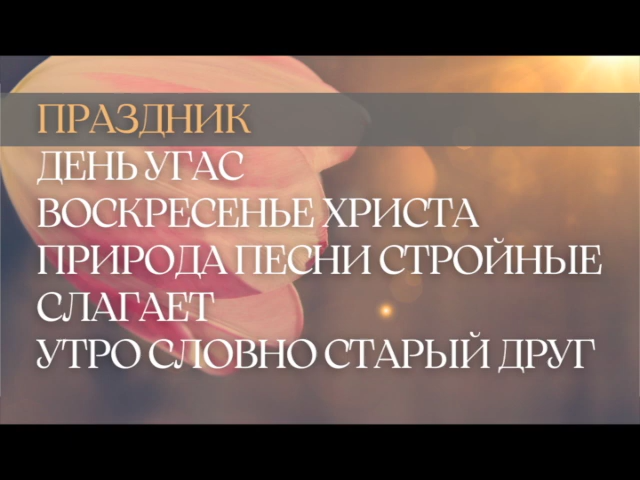 ПРАЗДНИК
ДЕНЬ УГАС
ВОСКРЕСЕНЬЕ ХРИСТА
ПРИРОДА ПЕСНИ СТРОЙНЫЕ
СЛАГАЕТ
УТРО СЛОВНО СТАРЫЙ ДРУГ